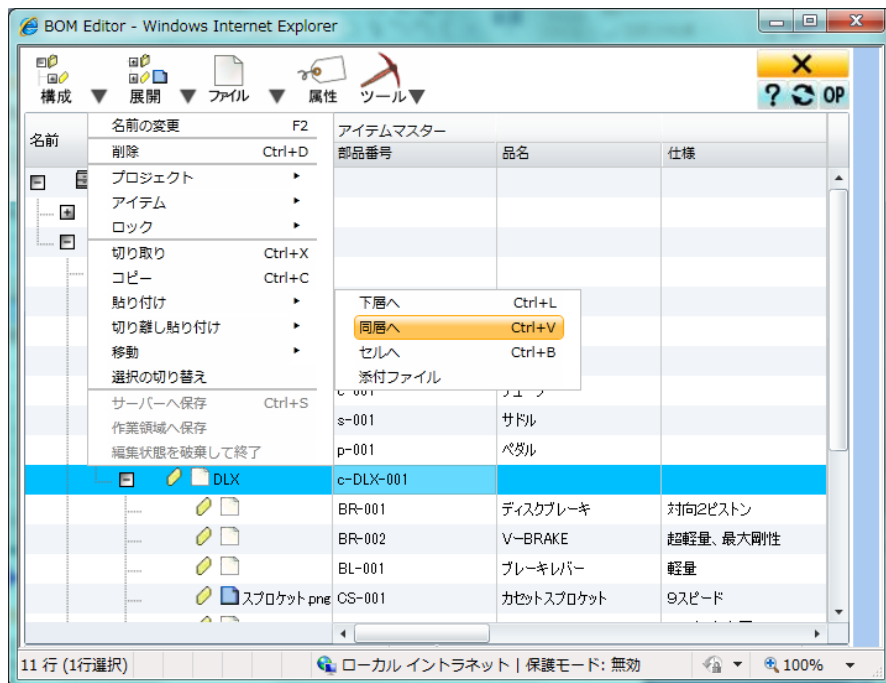 BOM Editor - Windows Internet Explorer
構成 ▼ 展開 ▼ ファイル ▼ 属性 ツール▼
? OP
名前 アイテムマスター
部品番号 品名 仕様
名前の変更 F2
削除 Ctrl+D
プロジェクト
アイテム
ロック
切り取り Ctrl+X
コピー Ctrl+C
貼り付け
切り離し貼り付け
移動
選択の切り替え
サーバーへ保存 Ctrl+S
作業領域へ保存
編集状態を破棄して終了
下層へ Ctrl+L
同層へ Ctrl+V
セルへ Ctrl+B
添付ファイル
s-001 サドル
p-001 ペダル
DLX c-DLX-001
BR-001 ディスクブレーキ 対向2ピストン
BR-002 V-BRAKE 超軽量、最大剛性
BL-001 ブレーキレバー 軽量
スプロケット png CS-001 カセットスプロケット 9スピード
11 行 (1行選択) ローカル イントラネット | 保護モード: 無効 100%